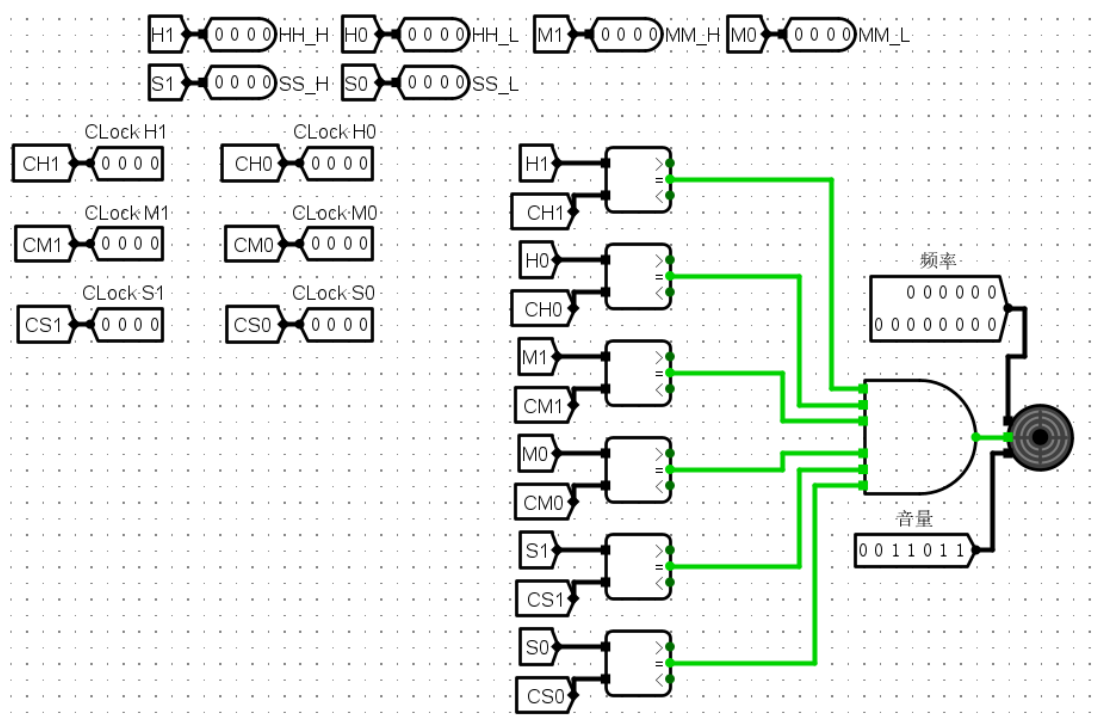 H1 0 0 0 0 HH_H H0 0 0 0 0 HH_L M1 0 0 0 0 MM_H M0 0 0 0 0 MM_L
S1 0 0 0 0 SS_H S0 0 0 0 0 SS_L
CLock H1 CLock H0
CH1 0 0 0 0 CH0 0 0 0 0
CLock M1 CLock M0
CM1 0 0 0 0 CM0 0 0 0 0
CLock S1 CLock S0
CS1 0 0 0 0 CS0 0 0 0 0
H1 >
=
CH1 <
H0 >
=
CH0 <
M1 >
=
CM1 <
M0 >
=
CM0 <
S1 >
=
CS1 <
S0 >
=
CS0 <
频率
0 0 0 0 0 0
0 0 0 0 0 0 0 0
音量
0 0 1 1 0 1 1